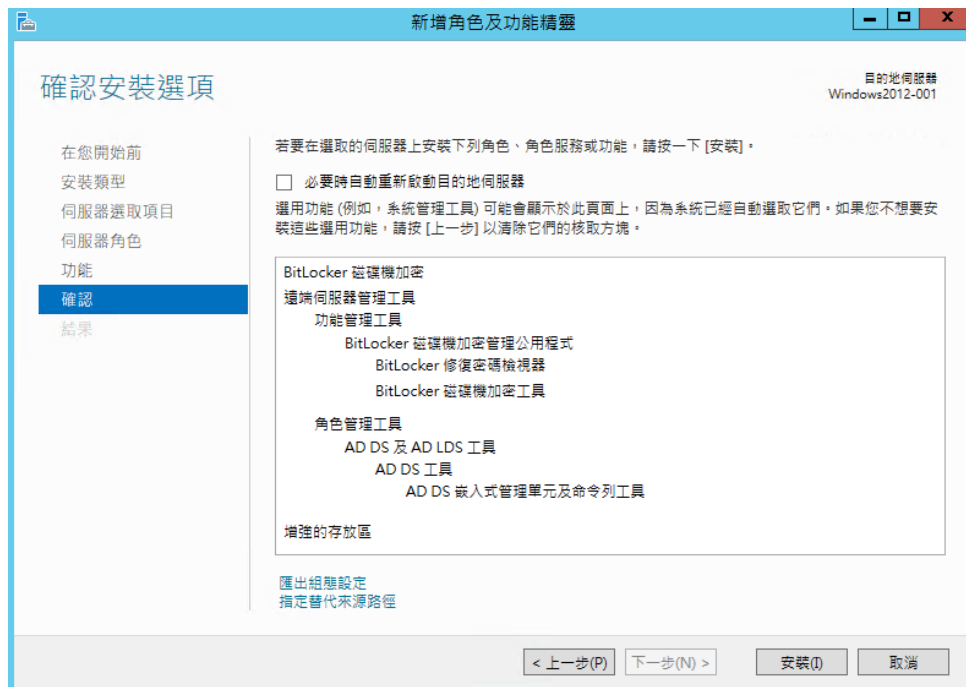 新增角色及功能精靈
確認安裝選項
目的地伺服器
Windows2012-001
在您開始前
安裝類型
伺服器選取項目
伺服器角色
功能
確認
結果
若要在選取的伺服器上安裝下列角色、角色服務或功能，請按一下 [安裝]。
必要時自動重新啟動目的地伺服器
選用功能 (例如，系統管理工具) 可能會顯示於此頁面上，因為系統已經自動選取它們。如果您不想要安
裝這些選用功能，請按 [上一步] 以清除它們的核取方塊。
BitLocker 磁碟機加密
遠端伺服器管理工具
功能管理工具
BitLocker 磁碟機加密管理公用程式
BitLocker 修復密碼檢視器
BitLocker 磁碟機加密工具
角色管理工具
AD DS 及 AD LDS 工具
AD DS 工具
AD DS 嵌入式管理單元及命令列工具
增強的存放區
匯出組態設定
指定替代來源路徑
< 上一步(P)
下一步(N) >
安裝(I)
取消